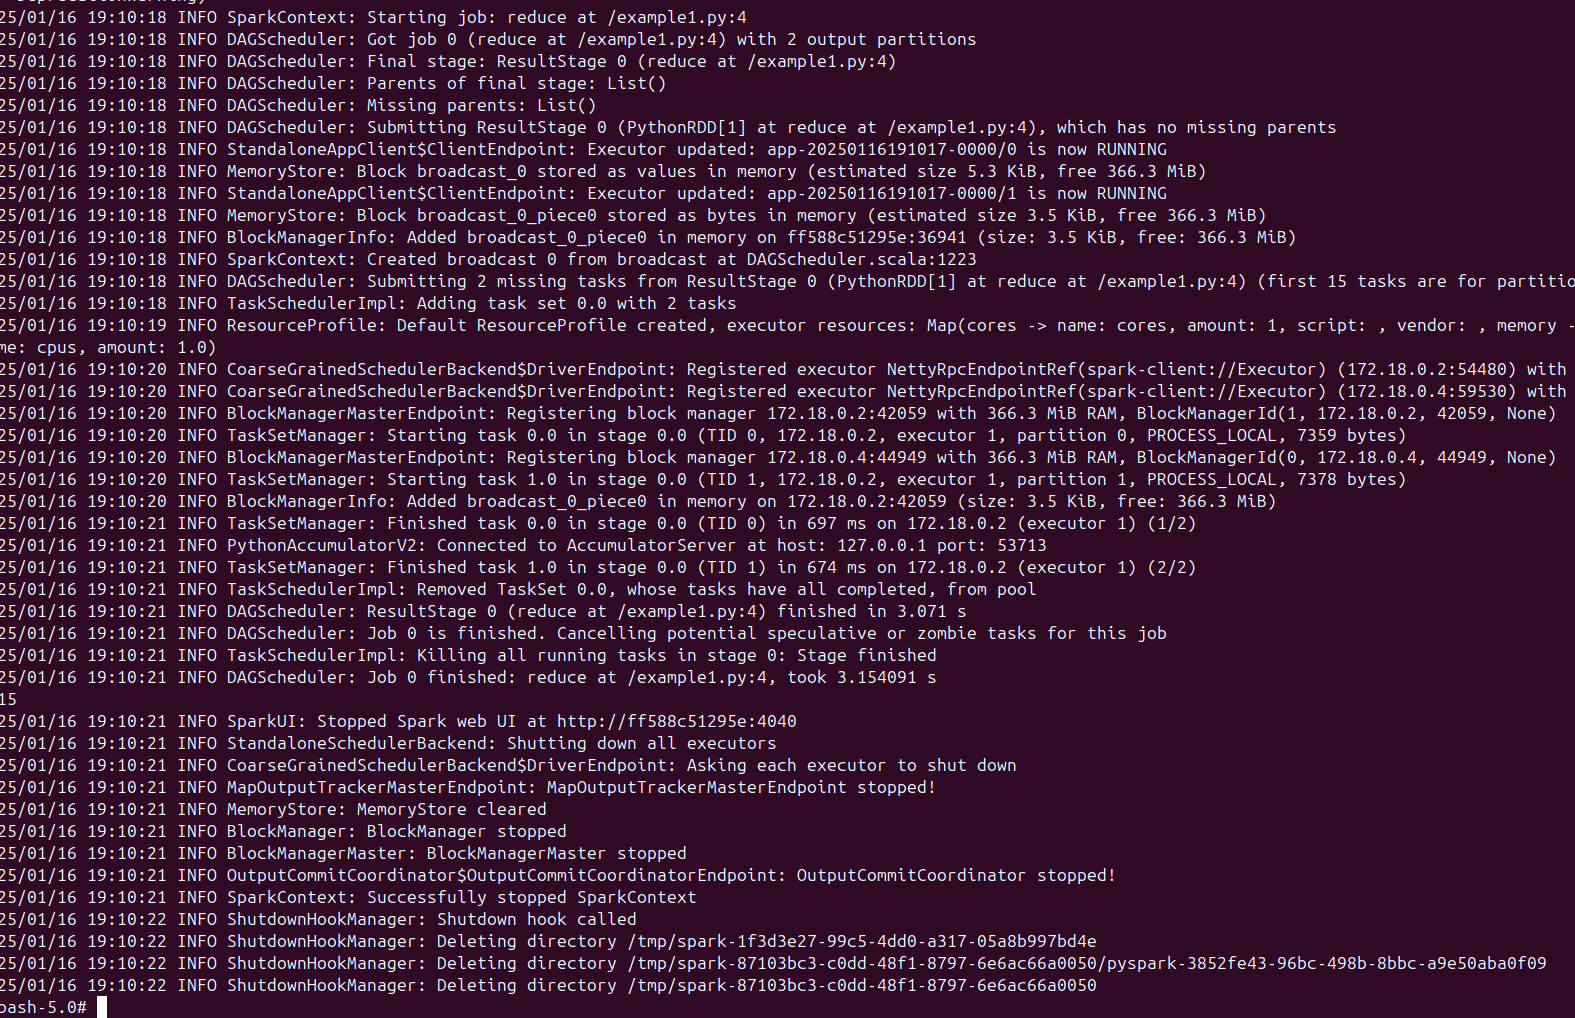 25/01/16 19:10:18 INFO SparkContext: Starting job: reduce at /example1.py:4
25/01/16 19:10:18 INFO DAGScheduler: Got job 0 (reduce at /example1.py:4) with 2 output partitions
25/01/16 19:10:18 INFO DAGScheduler: Final stage: ResultStage 0 (reduce at /example1.py:4)
25/01/16 19:10:18 INFO DAGScheduler: Parents of final stage: List()
25/01/16 19:10:18 INFO DAGScheduler: Missing parents: List()
25/01/16 19:10:18 INFO DAGScheduler: Submitting ResultStage 0 (PythonRDD[1] at reduce at /example1.py:4), which has no missing parents
25/01/16 19:10:18 INFO StandaloneAppClient$ClientEndpoint: Executor updated: app-20250116191017-0000/0 is now RUNNING
25/01/16 19:10:18 INFO MemoryStore: Block broadcast_0 stored as values in memory (estimated size 5.3 KiB, free 366.3 MiB)
25/01/16 19:10:18 INFO StandaloneAppClient$ClientEndpoint: Executor updated: app-20250116191017-0000/1 is now RUNNING
25/01/16 19:10:18 INFO MemoryStore: Block broadcast_0_piece0 stored as bytes in memory (estimated size 3.5 KiB, free 366.3 MiB)
25/01/16 19:10:18 INFO BlockManagerInfo: Added broadcast_0_piece0 in memory on ff588c51295e:36941 (size: 3.5 KiB, free: 366.3 MiB)
25/01/16 19:10:18 INFO SparkContext: Created broadcast 0 from broadcast at DAGScheduler.scala:1223
25/01/16 19:10:18 INFO DAGScheduler: Submitting 2 missing tasks from ResultStage 0 (PythonRDD[1] at reduce at /example1.py:4) (first 15 tasks are for partitio
25/01/16 19:10:18 INFO TaskSchedulerImpl: Adding task set 0.0 with 2 tasks
25/01/16 19:10:19 INFO ResourceProfile: Default ResourceProfile created, executor resources: Map(cores -> name: cores, amount: 1, script: , vendor: , memory -
me: cpus, amount: 1.0)
25/01/16 19:10:20 INFO CoarseGrainedSchedulerBackend$DriverEndpoint: Registered executor NettyRpcEndpointRef(spark-client://Executor) (172.18.0.2:54480) with
25/01/16 19:10:20 INFO CoarseGrainedSchedulerBackend$DriverEndpoint: Registered executor NettyRpcEndpointRef(spark-client://Executor) (172.18.0.4:59530) with
25/01/16 19:10:20 INFO BlockManagerMasterEndpoint: Registering block manager 172.18.0.2:42059 with 366.3 MiB RAM, BlockManagerId(1, 172.18.0.2, 42059, None)
25/01/16 19:10:20 INFO TaskSetManager: Starting task 0.0 in stage 0.0 (TID 0, 172.18.0.2, executor 1, partition 0, PROCESS_LOCAL, 7359 bytes)
25/01/16 19:10:20 INFO BlockManagerMasterEndpoint: Registering block manager 172.18.0.4:44949 with 366.3 MiB RAM, BlockManagerId(0, 172.18.0.4, 44949, None)
25/01/16 19:10:20 INFO TaskSetManager: Starting task 1.0 in stage 0.0 (TID 1, 172.18.0.2, executor 1, partition 1, PROCESS_LOCAL, 7378 bytes)
25/01/16 19:10:20 INFO BlockManagerInfo: Added broadcast_0_piece0 in memory on 172.18.0.2:42059 (size: 3.5 KiB, free: 366.3 MiB)
25/01/16 19:10:21 INFO TaskSetManager: Finished task 0.0 in stage 0.0 (TID 0) in 697 ms on 172.18.0.2 (executor 1) (1/2)
25/01/16 19:10:21 INFO PythonAccumulatorV2: Connected to AccumulatorServer at host: 127.0.0.1 port: 53713
25/01/16 19:10:21 INFO TaskSetManager: Finished task 1.0 in stage 0.0 (TID 1) in 674 ms on 172.18.0.2 (executor 1) (2/2)
25/01/16 19:10:21 INFO TaskSchedulerImpl: Removed TaskSet 0.0, whose tasks have all completed, from pool
25/01/16 19:10:21 INFO DAGScheduler: ResultStage 0 (reduce at /example1.py:4) finished in 3.071 s
25/01/16 19:10:21 INFO DAGScheduler: Job 0 is finished. Cancelling potential speculative or zombie tasks for this job
25/01/16 19:10:21 INFO TaskSchedulerImpl: Killing all running tasks in stage 0: Stage finished
25/01/16 19:10:21 INFO DAGScheduler: Job 0 finished: reduce at /example1.py:4, took 3.154091 s
15
25/01/16 19:10:21 INFO SparkUI: Stopped Spark web UI at http://ff588c51295e:4040
25/01/16 19:10:21 INFO StandaloneSchedulerBackend: Shutting down all executors
25/01/16 19:10:21 INFO CoarseGrainedSchedulerBackend$DriverEndpoint: Asking each executor to shut down
25/01/16 19:10:21 INFO MapOutputTrackerMasterEndpoint: MapOutputTrackerMasterEndpoint stopped!
25/01/16 19:10:21 INFO MemoryStore: MemoryStore cleared
25/01/16 19:10:21 INFO BlockManager: BlockManager stopped
25/01/16 19:10:21 INFO BlockManagerMaster: BlockManagerMaster stopped
25/01/16 19:10:21 INFO OutputCommitCoordinator$OutputCommitCoordinatorEndpoint: OutputCommitCoordinator stopped!
25/01/16 19:10:21 INFO SparkContext: Successfully stopped SparkContext
25/01/16 19:10:22 INFO ShutdownHookManager: Shutdown hook called
25/01/16 19:10:22 INFO ShutdownHookManager: Deleting directory /tmp/spark-1f3d3e27-99c5-4dd0-a317-05a8b997bd4e
25/01/16 19:10:22 INFO ShutdownHookManager: Deleting directory /tmp/spark-87103bc3-c0dd-48f1-8797-6e6ac66a0050/pyspark-3852fe43-96bc-498b-8bbc-a9e50aba0f09
25/01/16 19:10:22 INFO ShutdownHookManager: Deleting directory /tmp/spark-87103bc3-c0dd-48f1-8797-6e6ac66a0050
bash-5.0#